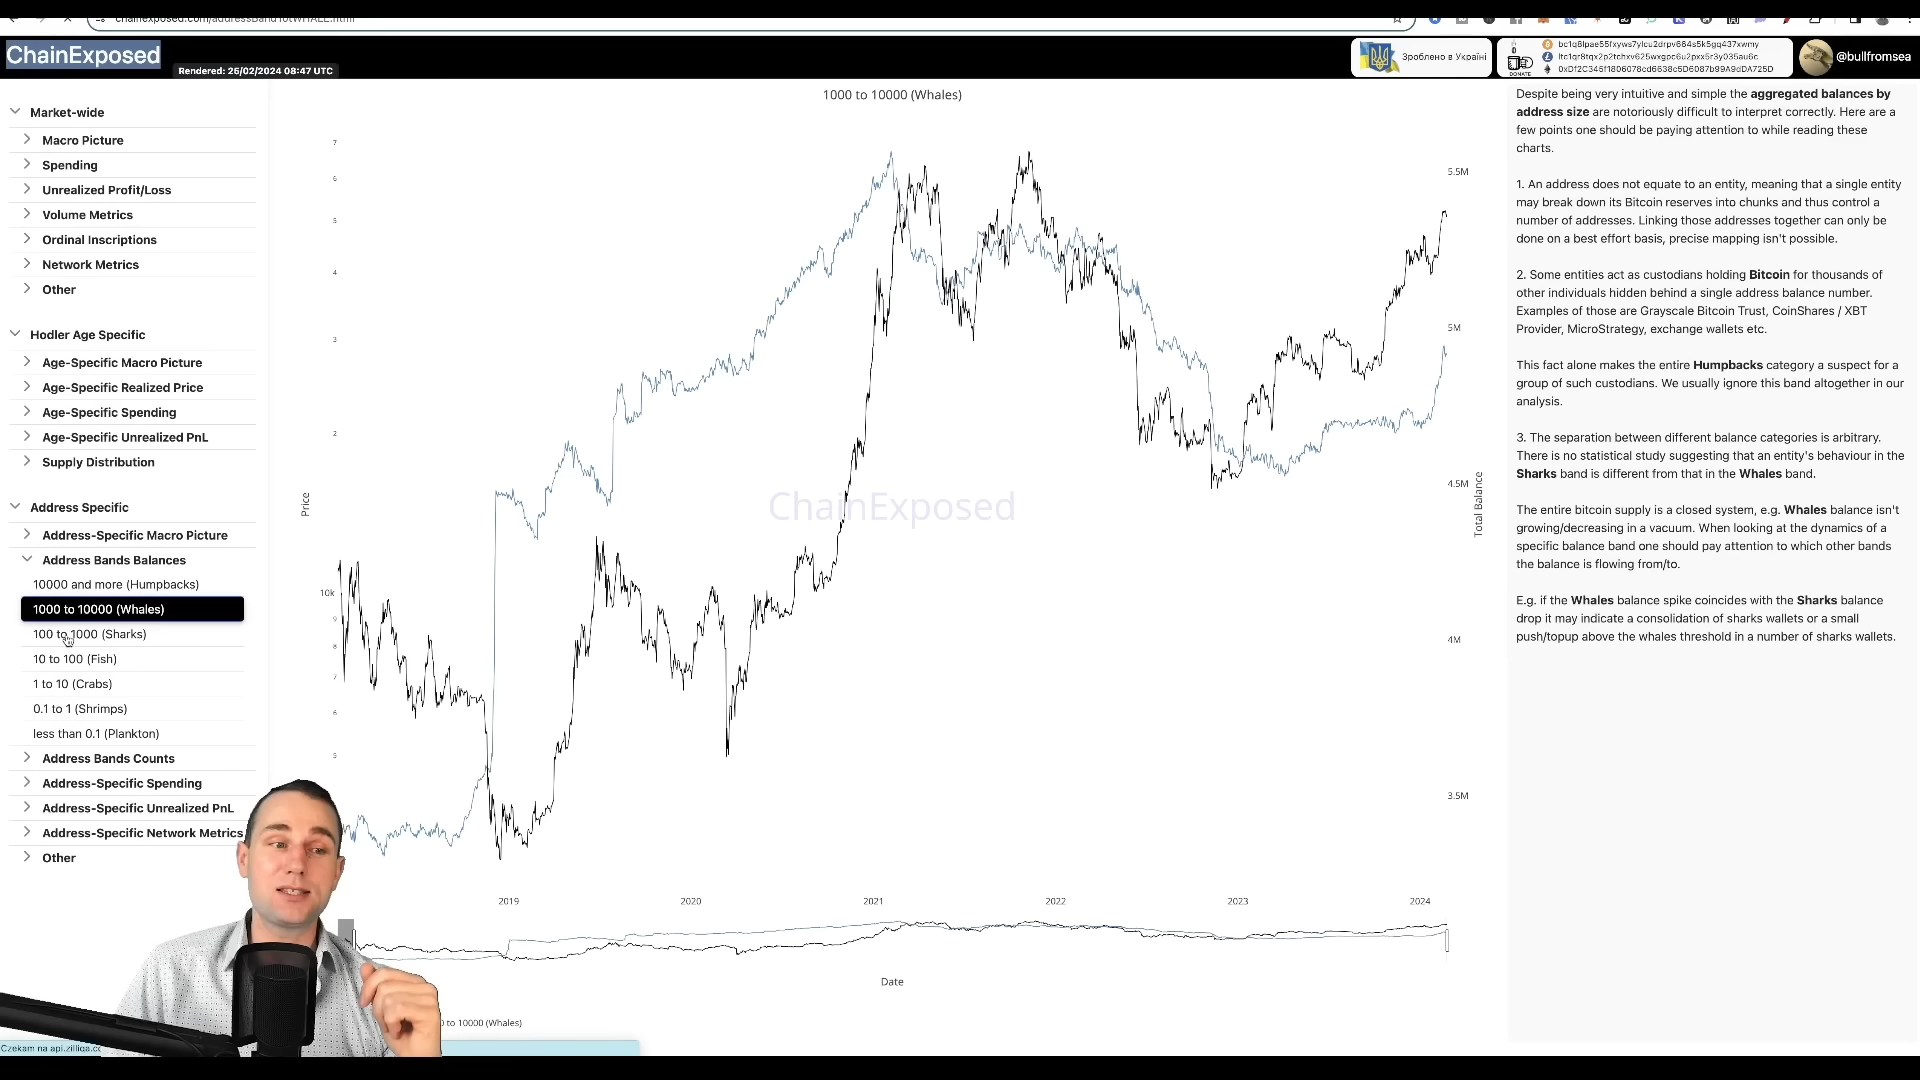 ChainExposed
Rendered: 26/02/2024 08:47 UTC
Зроблено в Україні
DONATE
@bullfromsea
Market-wide
Macro Picture
Spending
Unrealized Profit/Loss
Volume Metrics
Ordinal Inscriptions
Network Metrics
Other
Hodler Age Specific
Age-Specific Macro Picture
Age-Specific Realized Price
Age-Specific Spending
Age-Specific Unrealized PnL
Supply Distribution
Address Specific
Address-Specific Macro Picture
Address Bands Balances
10000 and more (Humpbacks)
1000 to 10000 (Whales)
100 to 1000 (Sharks)
10 to 100 (Fish)
1 to 10 (Crabs)
0.1 to 1 (Shrimps)
less than 0.1 (Plankton)
Address Bands Counts
Address-Specific Spending
Address-Specific Unrealized PnL
Address-Specific Network Metrics
Other
1000 to 10000 (Whales)
7
6
5
4
3
2
10k
9
8
7
6
5
Price
ChainExposed
5.5M
5M
4.5M
4M
3.5M
Total Balance
2019
2020
2021
2022
2023
2024
Date
to 10000 (Whales)
Czekam na
Despite being very intuitive and simple the aggregated balances by
address size are notoriously difficult to interpret correctly. Here are a
few points one should be paying attention to while reading these
charts.
1. An address does not equate to an entity, meaning that a single entity
may break down its Bitcoin reserves into chunks and thus control a
number of addresses. Linking those addresses together can only be
done on a best effort basis, precise mapping isn't possible.
2. Some entities act as custodians holding Bitcoin for thousands of
other individuals hidden behind a single address balance number.
Examples of those are Grayscale Bitcoin Trust, CoinShares / XBT
Provider, MicroStrategy, exchange wallets etc.
This fact alone makes the entire Humpbacks category a suspect for a
group of such custodians. We usually ignore this band altogether in our
analysis.
3. The separation between different balance categories is arbitrary.
There is no statistical study suggesting that an entity's behaviour in the
Sharks band is different from that in the Whales band.
The entire bitcoin supply is a closed system, e.g. Whales balance isn't
growing/decreasing in a vacuum. When looking at the dynamics of a
specific balance band one should pay attention to which other bands
the balance is flowing from/to.
E.g. if the Whales balance spike coincides with the Sharks balance
drop it may indicate a consolidation of sharks wallets or a small
push/topup above the whales threshold in a number of sharks wallets.